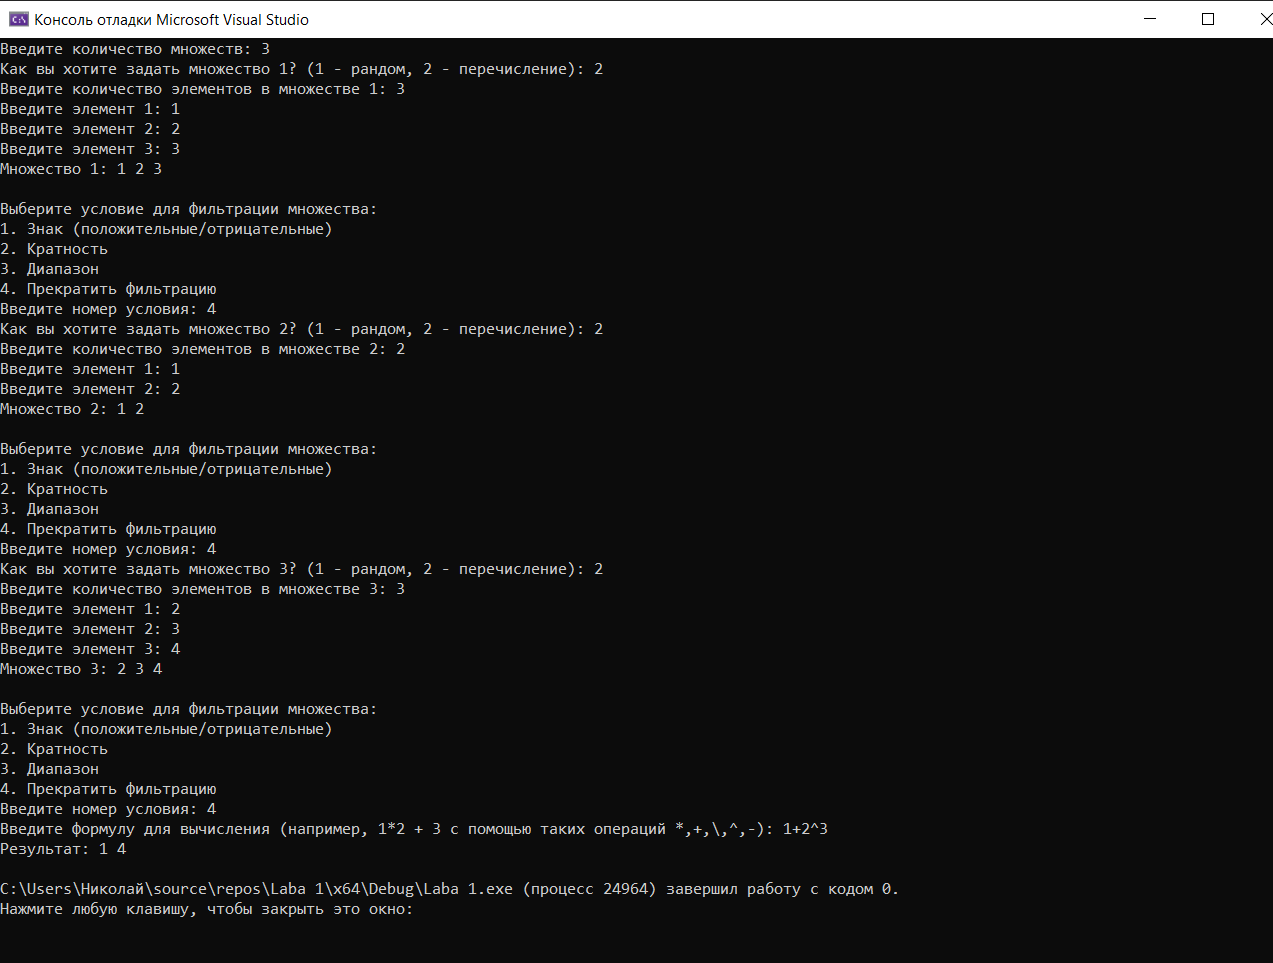 Консоль отладки Microsoft Visual Studio
Введите количество множеств: 3
Как вы хотите задать множество 1? (1 - рандом, 2 - перечисление): 2
Введите количество элементов в множестве 1: 3
Введите элемент 1: 1
Введите элемент 2: 2
Введите элемент 3: 3
Множество 1: 1 2 3
Выберите условие для фильтрации множества:
1. Знак (положительные/отрицательные)
2. Кратность
3. Диапазон
4. Прекратить фильтрацию
Введите номер условия: 4
Как вы хотите задать множество 2? (1 - рандом, 2 - перечисление): 2
Введите количество элементов в множестве 2: 2
Введите элемент 1: 1
Введите элемент 2: 2
Множество 2: 1 2
Выберите условие для фильтрации множества:
1. Знак (положительные/отрицательные)
2. Кратность
3. Диапазон
4. Прекратить фильтрацию
Введите номер условия: 4
Как вы хотите задать множество 3? (1 - рандом, 2 - перечисление): 2
Введите количество элементов в множестве 3: 3
Введите элемент 1: 2
Введите элемент 2: 3
Введите элемент 3: 4
Множество 3: 2 3 4
Выберите условие для фильтрации множества:
1. Знак (положительные/отрицательные)
2. Кратность
3. Диапазон
4. Прекратить фильтрацию
Введите номер условия: 4
Введите формулу для вычисления (например, 1*2 + 3 с помощью таких операций *,+,\,^,-): 1+2^3
Результат: 1 4
C:\Users\Николай\source\repos\Laba 1\x64\Debug\Laba 1.exe (процесс 24964) завершил работу с кодом 0.
Нажмите любую клавишу, чтобы закрыть это окно: